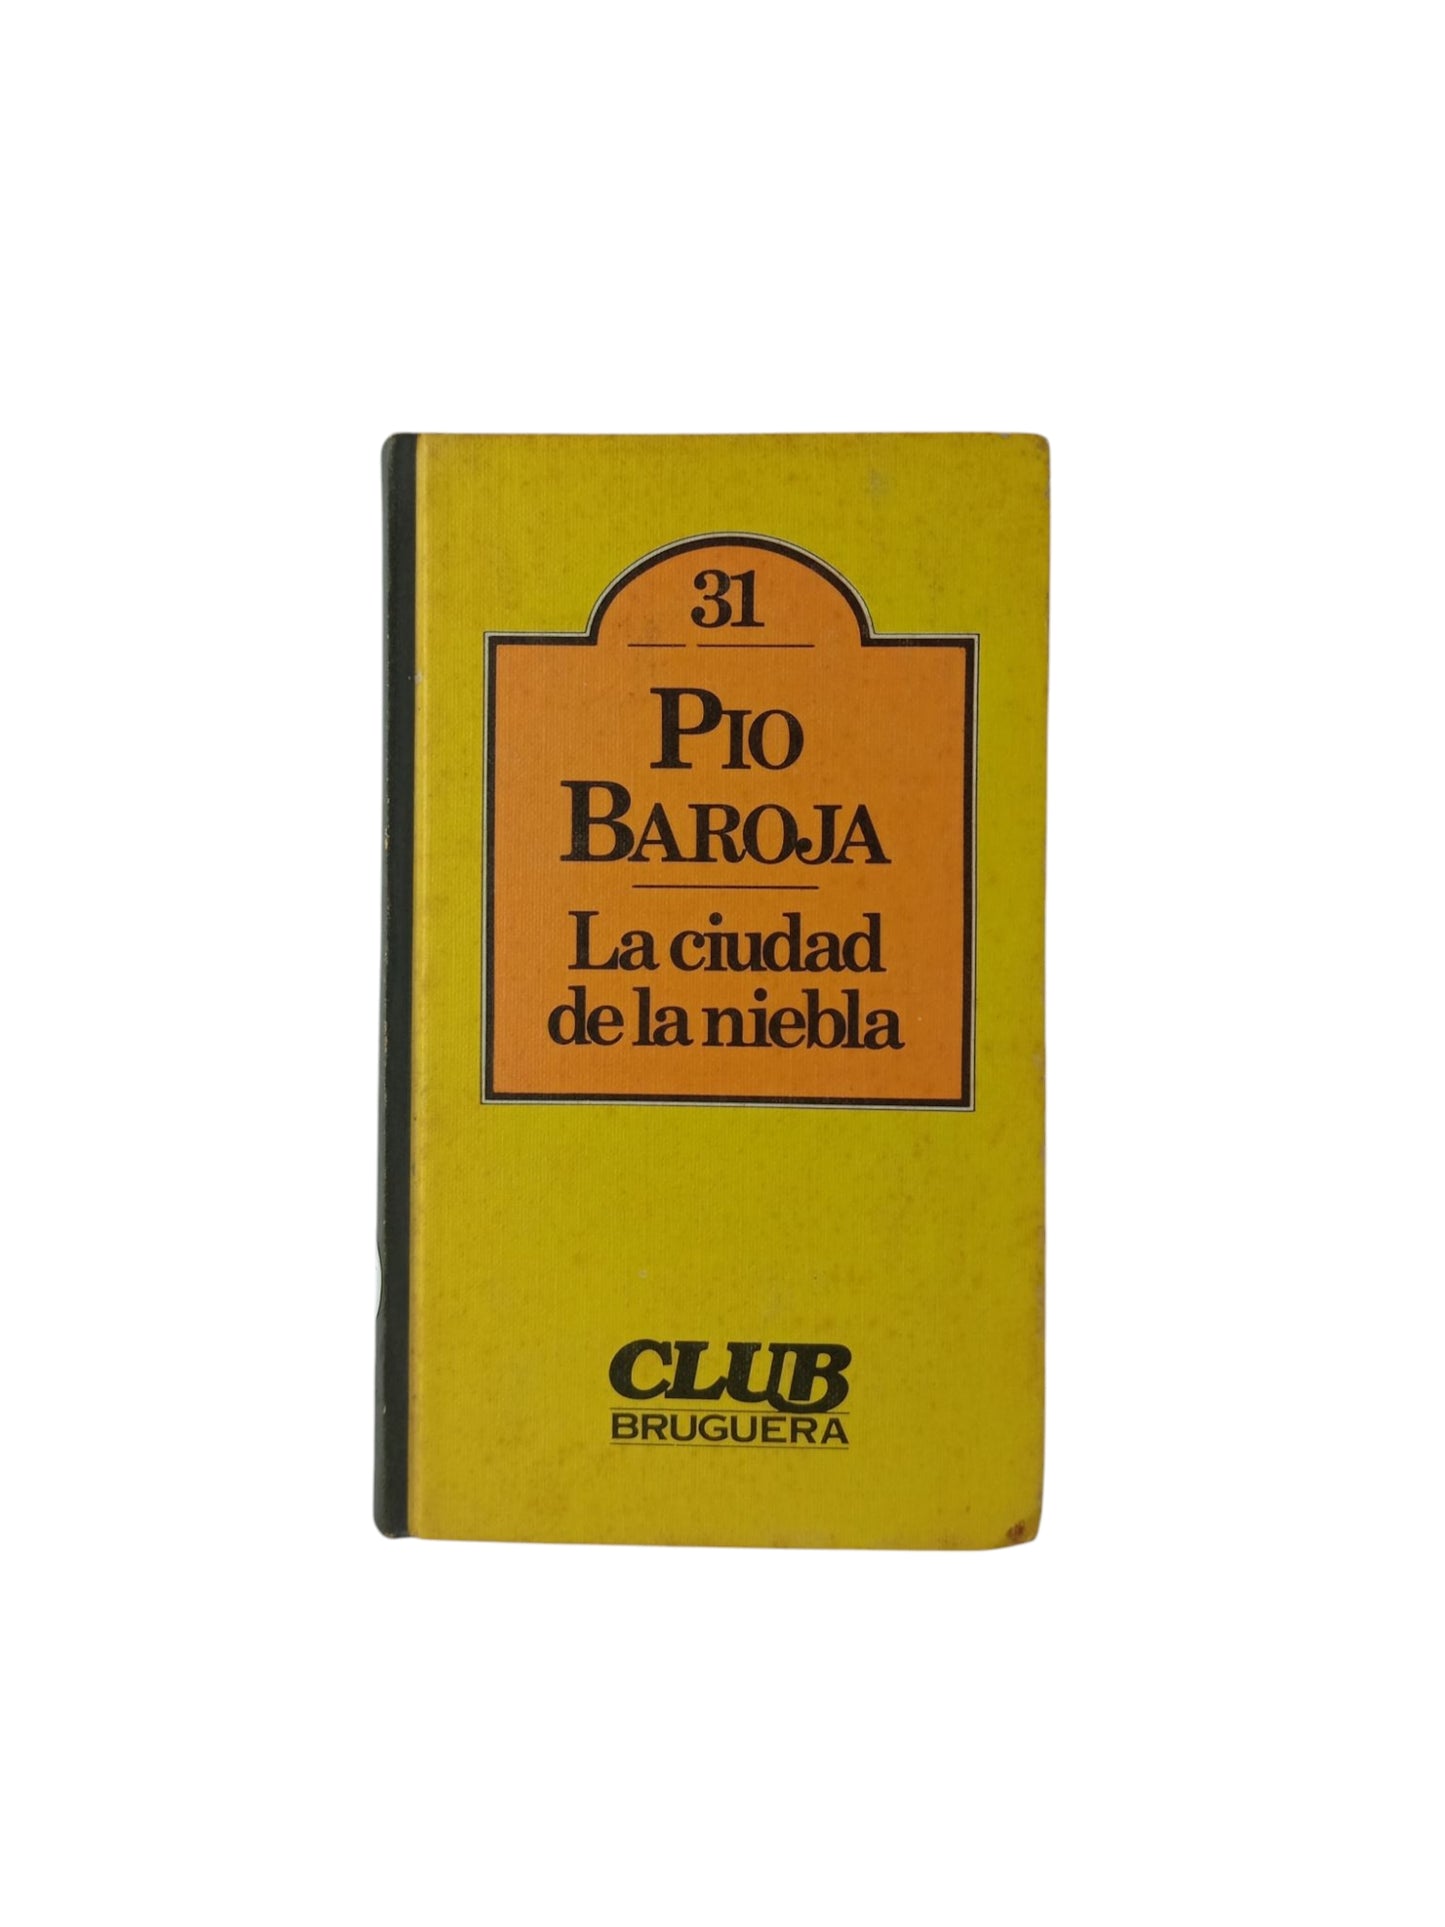 31
PIO
BAROJA
La ciudad
de la niebla
CLUB
BRUGUERA